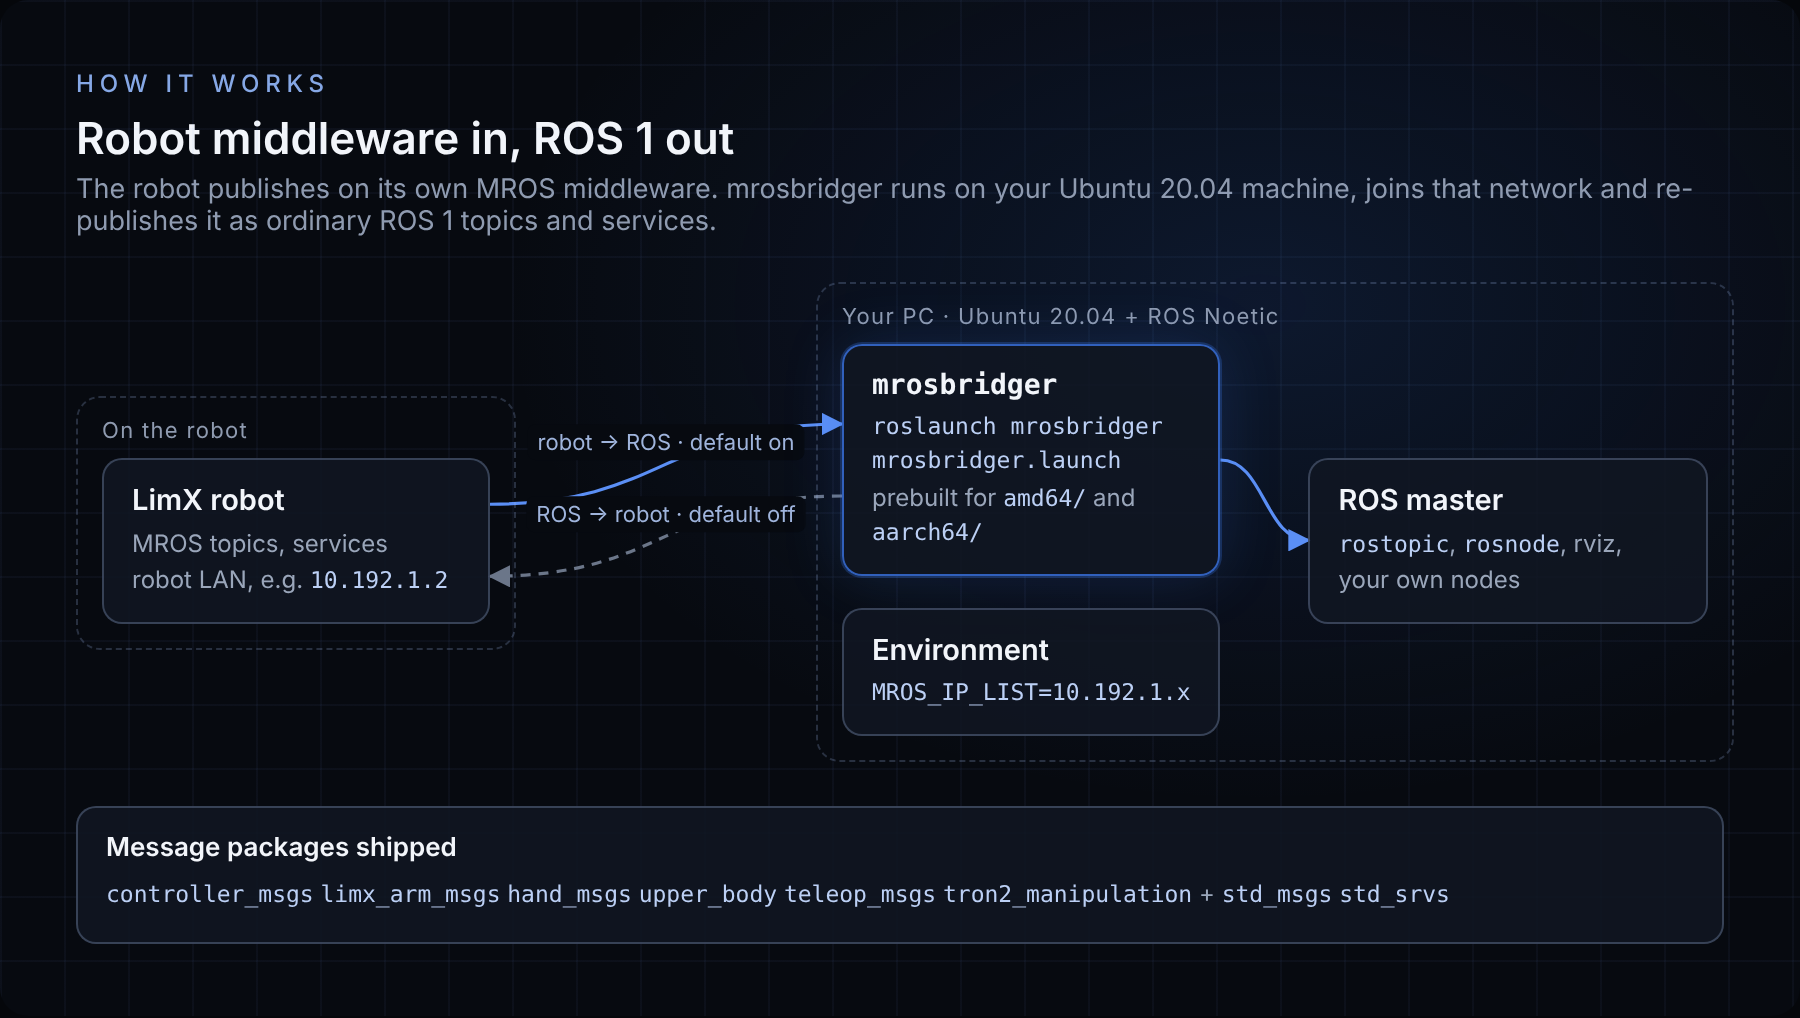 HOW IT WORKS
Robot middleware in, ROS 1 out
The robot publishes on its own MROS middleware. mrosbridger runs on your Ubuntu 20.04 machine, joins that network and re-
publishes it as ordinary ROS 1 topics and services.
On the robot
LimX robot
MROS topics, services
robot LAN, e.g. 10.192.1.2
robot → ROS · default on
ROS → robot · default off
Your PC · Ubuntu 20.04 + ROS Noetic
mrosbridger
roslaunch mrosbridger
mrosbridger.launch
prebuilt for amd64/ and
aarch64/
Environment
MROS_IP_LIST=10.192.1.x
ROS master
rostopic, rosnode, rviz,
your own nodes
Message packages shipped
controller_msgs limx_arm_msgs hand_msgs upper_body teleop_msgs tron2_manipulation + std_msgs std_srvs